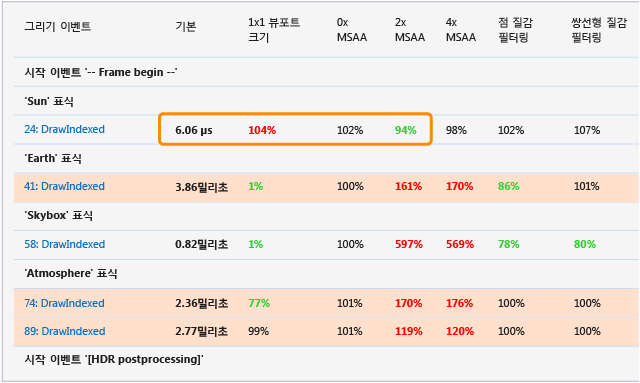 그리기 이벤트 기본 1x1 뷰포트 크기 0x MSAA 2x MSAA 4x MSAA 점 질감 필터링 쌍선형 질감 필터링
시작 이벤트 '-- Frame begin --'
'Sun' 표식
24: DrawIndexed 6.06 µs 104% 102% 94% 98% 102% 107%
'Earth' 표식
41: DrawIndexed 3.86밀리초 1% 100% 161% 170% 86% 101%
'Skybox' 표식
58: DrawIndexed 0.82밀리초 1% 100% 597% 569% 78% 80%
'Atmosphere' 표식
74: DrawIndexed 2.36밀리초 77% 101% 170% 176% 100% 100%
89: DrawIndexed 2.77밀리초 99% 101% 119% 120% 100% 100%
시작 이벤트 '[HDR postprocessing]'